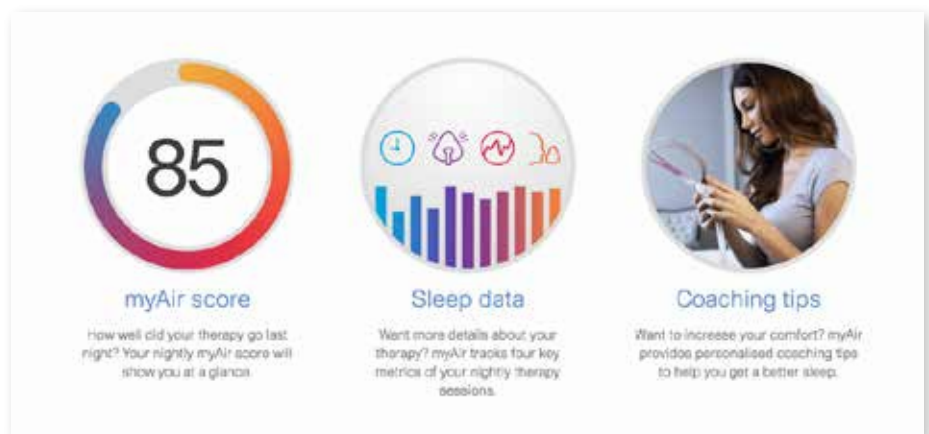 85
myAir score
How well did your therapy go last
night? Your nightly myAir score will
show you at a glance.
Sleep data
Want more details about your
therapy? myAir tracks four key
metrics of your nightly therapy
sessions.
Coaching tips
Want to increase your comfort? myAir
provides personalised coaching tips
to help you get a better sleep.